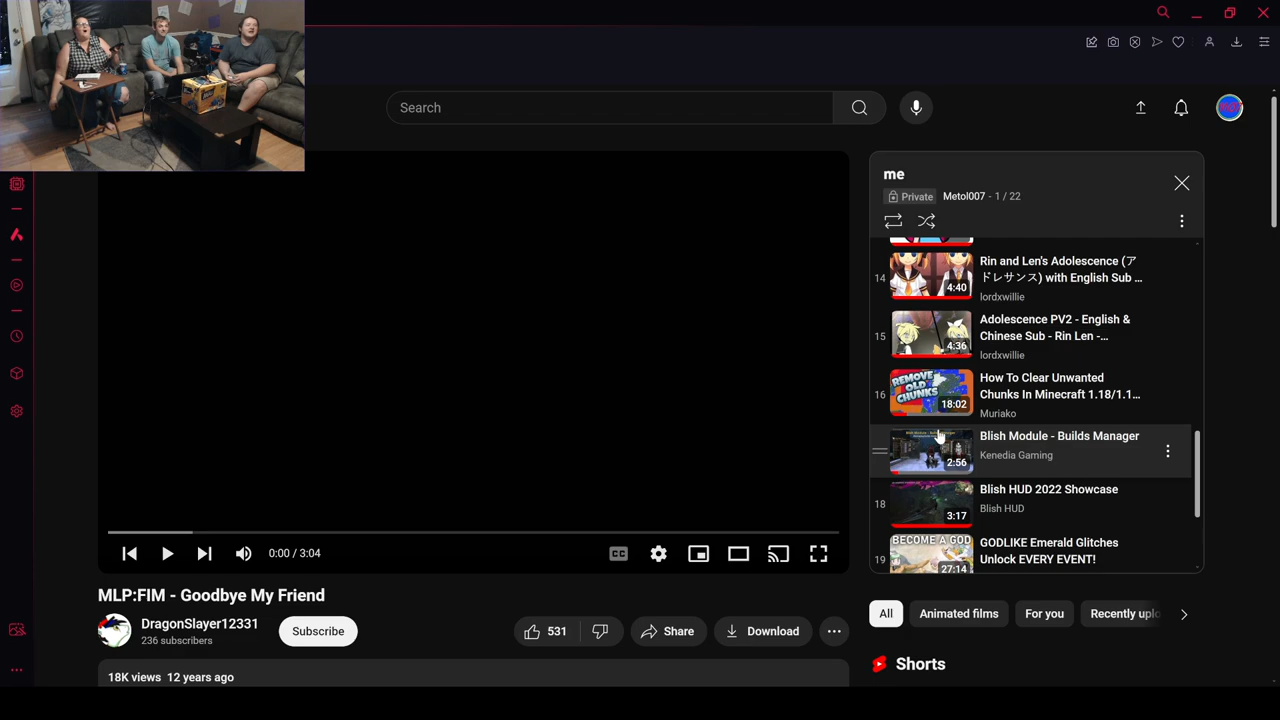 Search
me
Private Metol007 - 1 / 22
14
Rin and Len's Adolescence (ア
ドレサンス) with English Sub ...
lordxwillie
4:40
15
Adolescence PV2 - English &
Chinese Sub - Rin Len -...
lordxwillie
4:36
16
REMOVE
OLD
CHUNKS
18:02
How To Clear Unwanted
Chunks In Minecraft 1.18/1.1...
Muriako
Blish Module - Builds Manager
2:56
Blish Module - Builds Manager
Kenedia Gaming
18
3:17
Blish HUD 2022 Showcase
Blish HUD
19
BECOME A GOD
27:14
GODLIKE Emerald Glitches
Unlock EVERY EVENT!
0:00 / 3:04
CC
MLP:FIM - Goodbye My Friend
DragonSlayer12331
236 subscribers
Subscribe
531
Share
Download
18K views 12 years ago
All
Animated films
For you
Recently uplo
Shorts